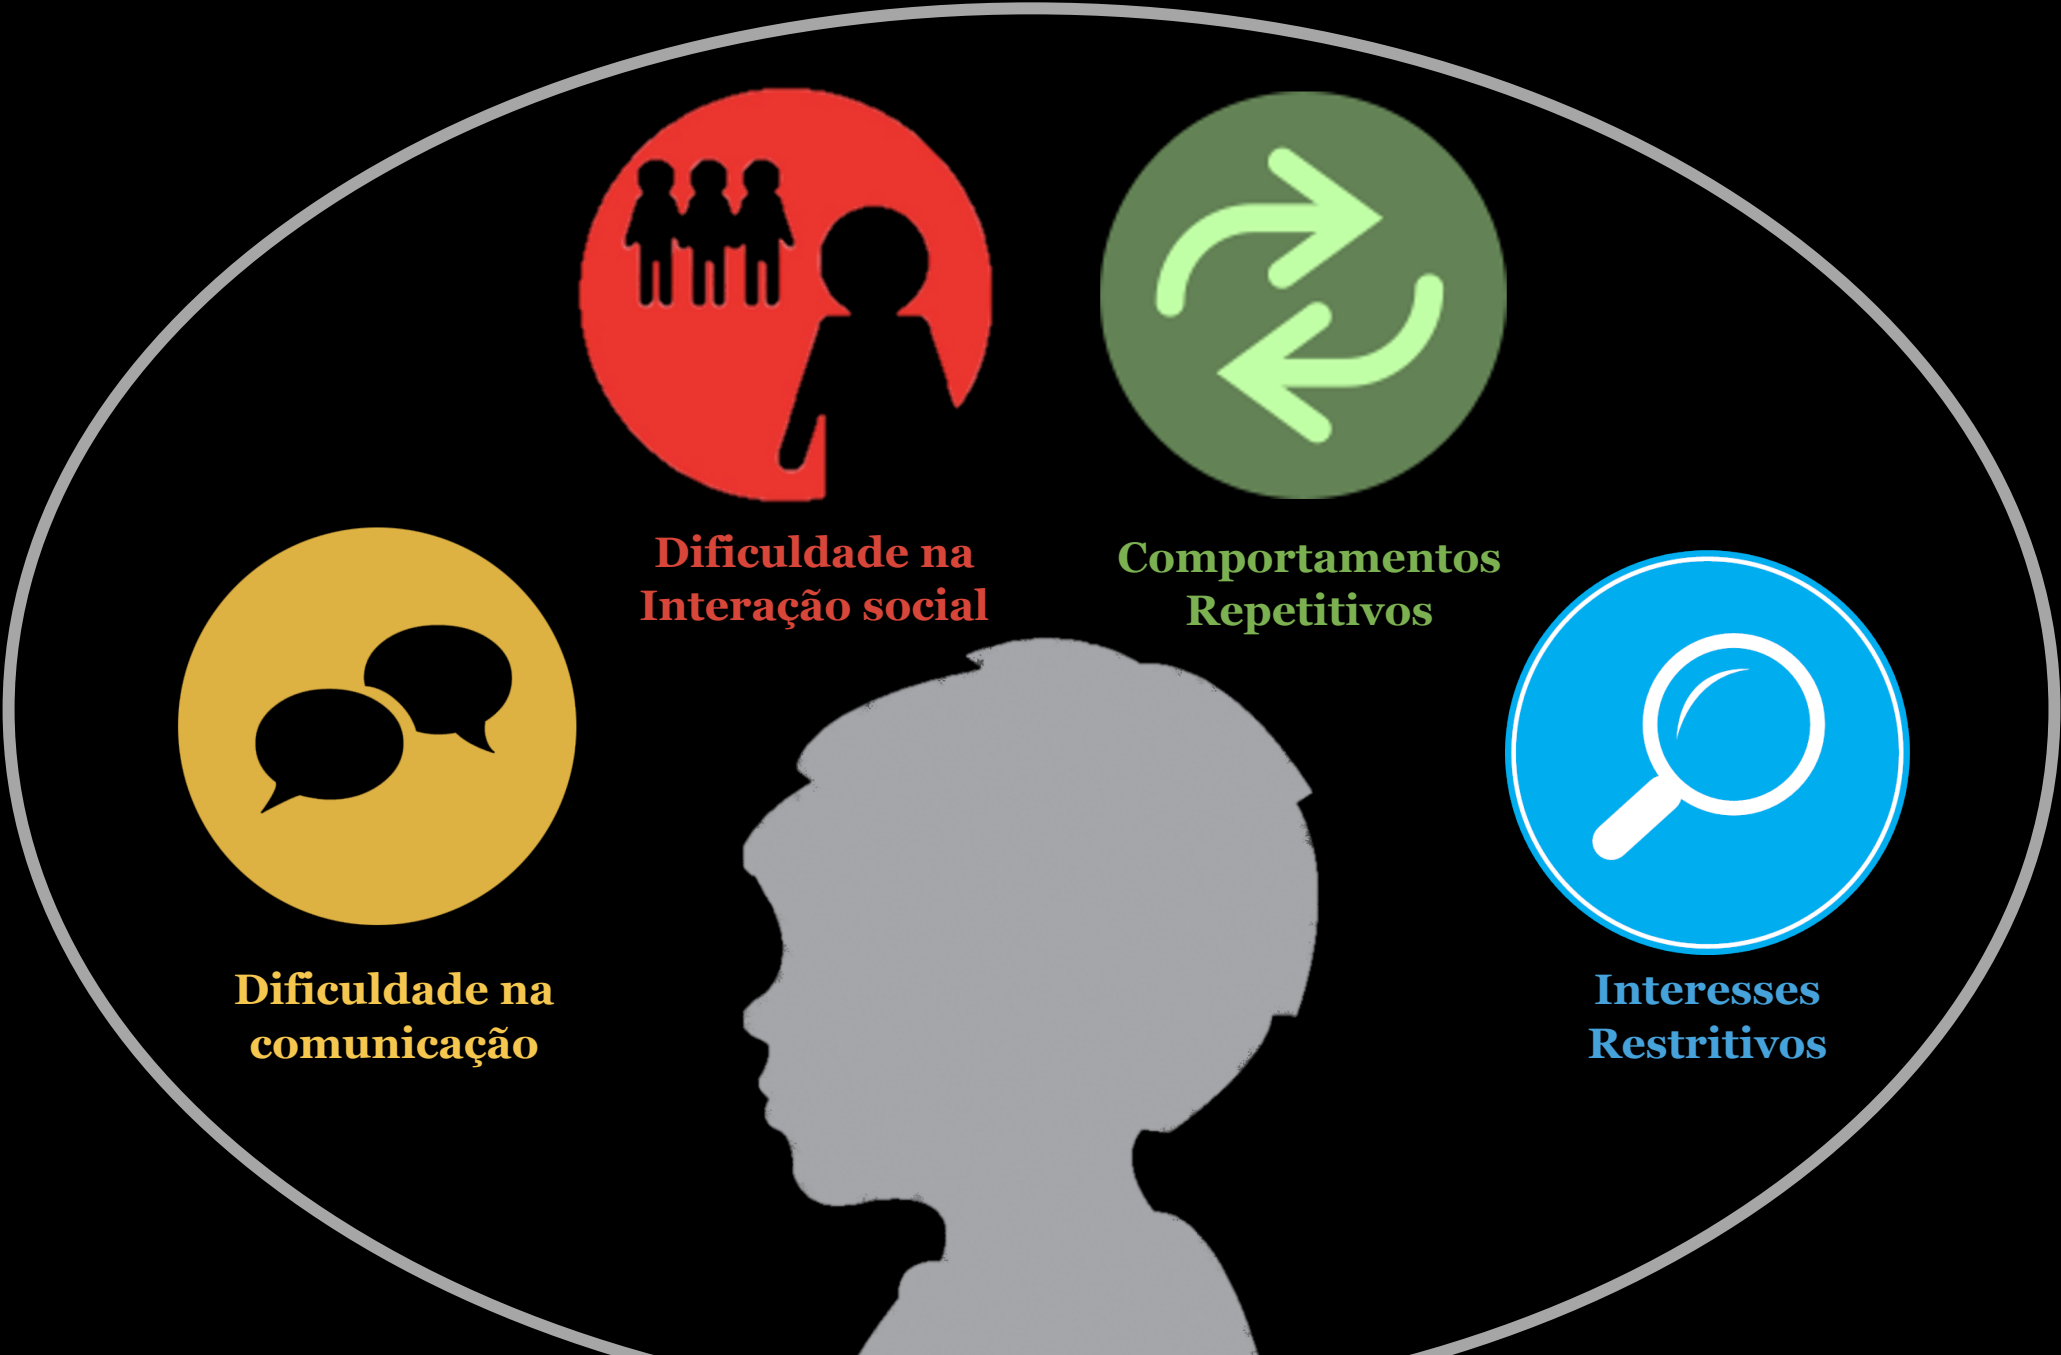 Dificuldade na
Interação social
Comportamentos
Repetitivos
Dificuldade na
comunicação
Interesses
Restritivos